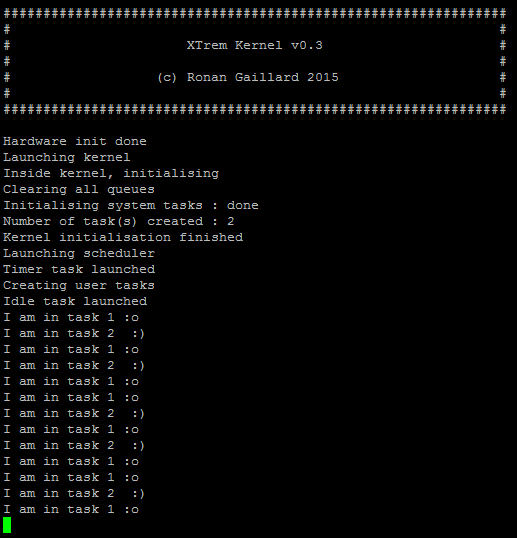 ###############################################################
#                                                             #
#                      XTrem Kernel v0.3                      #
#                                                             #
#                  (c) Ronan Gaillard 2015                    #
#                                                             #
###############################################################
Hardware init done
Launching kernel
Inside kernel, initialising
Clearing all queues
Initialising system tasks : done
Number of task(s) created : 2
Kernel initialisation finished
Launching scheduler
Timer task launched
Creating user tasks
Idle task launched
I am in task 1 :o
I am in task 2  :)
I am in task 1 :o
I am in task 2  :)
I am in task 1 :o
I am in task 1 :o
I am in task 2  :)
I am in task 1 :o
I am in task 2  :)
I am in task 1 :o
I am in task 1 :o
I am in task 2  :)
I am in task 1 :o